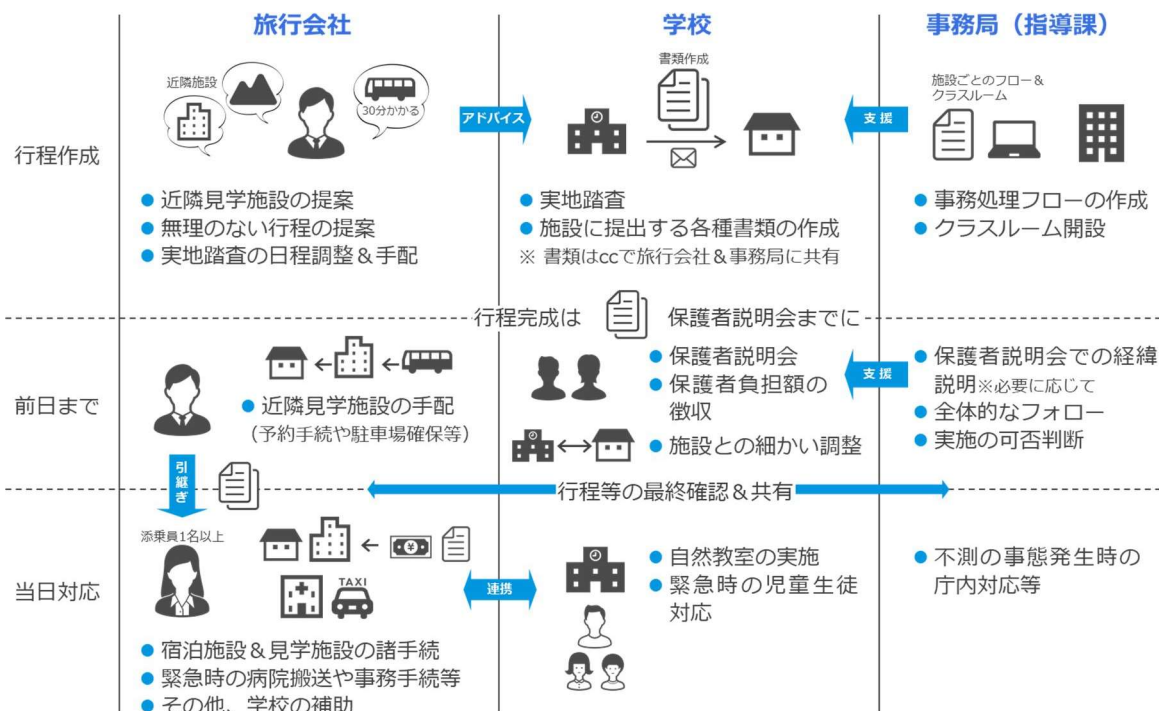 旅行会社
学校
事務局（指導課）
行程作成
近隣施設
30分かかる
アドバイス
書類作成
支援
施設ごとのフロー＆
クラスルーム
● 近隣見学施設の提案
● 無理のない行程の提案
● 実地踏査の日程調整＆手配
● 実地踏査
● 施設に提出する各種書類の作成
※ 書類はccで旅行会社＆事務局に共有
● 事務処理フローの作成
● クラスルーム開設
行程完成は 保護者説明会までに
前日まで
● 近隣見学施設の手配
（予約手続や駐車場確保等）
● 保護者説明会
● 保護者負担額の
徴収
● 施設との細かい調整
支援
● 保護者説明会での経緯
説明※必要に応じて
● 全体的なフォロー
● 実施の可否判断
引継ぎ
行程等の最終確認＆共有
当日対応
添乗員1名以上
¥
TAXI
連携
● 宿泊施設＆見学施設の諸手続
● 緊急時の病院搬送や事務手続等
● その他、学校の補助
● 自然教室の実施
● 緊急時の児童生徒
対応
● 不測の事態発生時の
庁内対応等